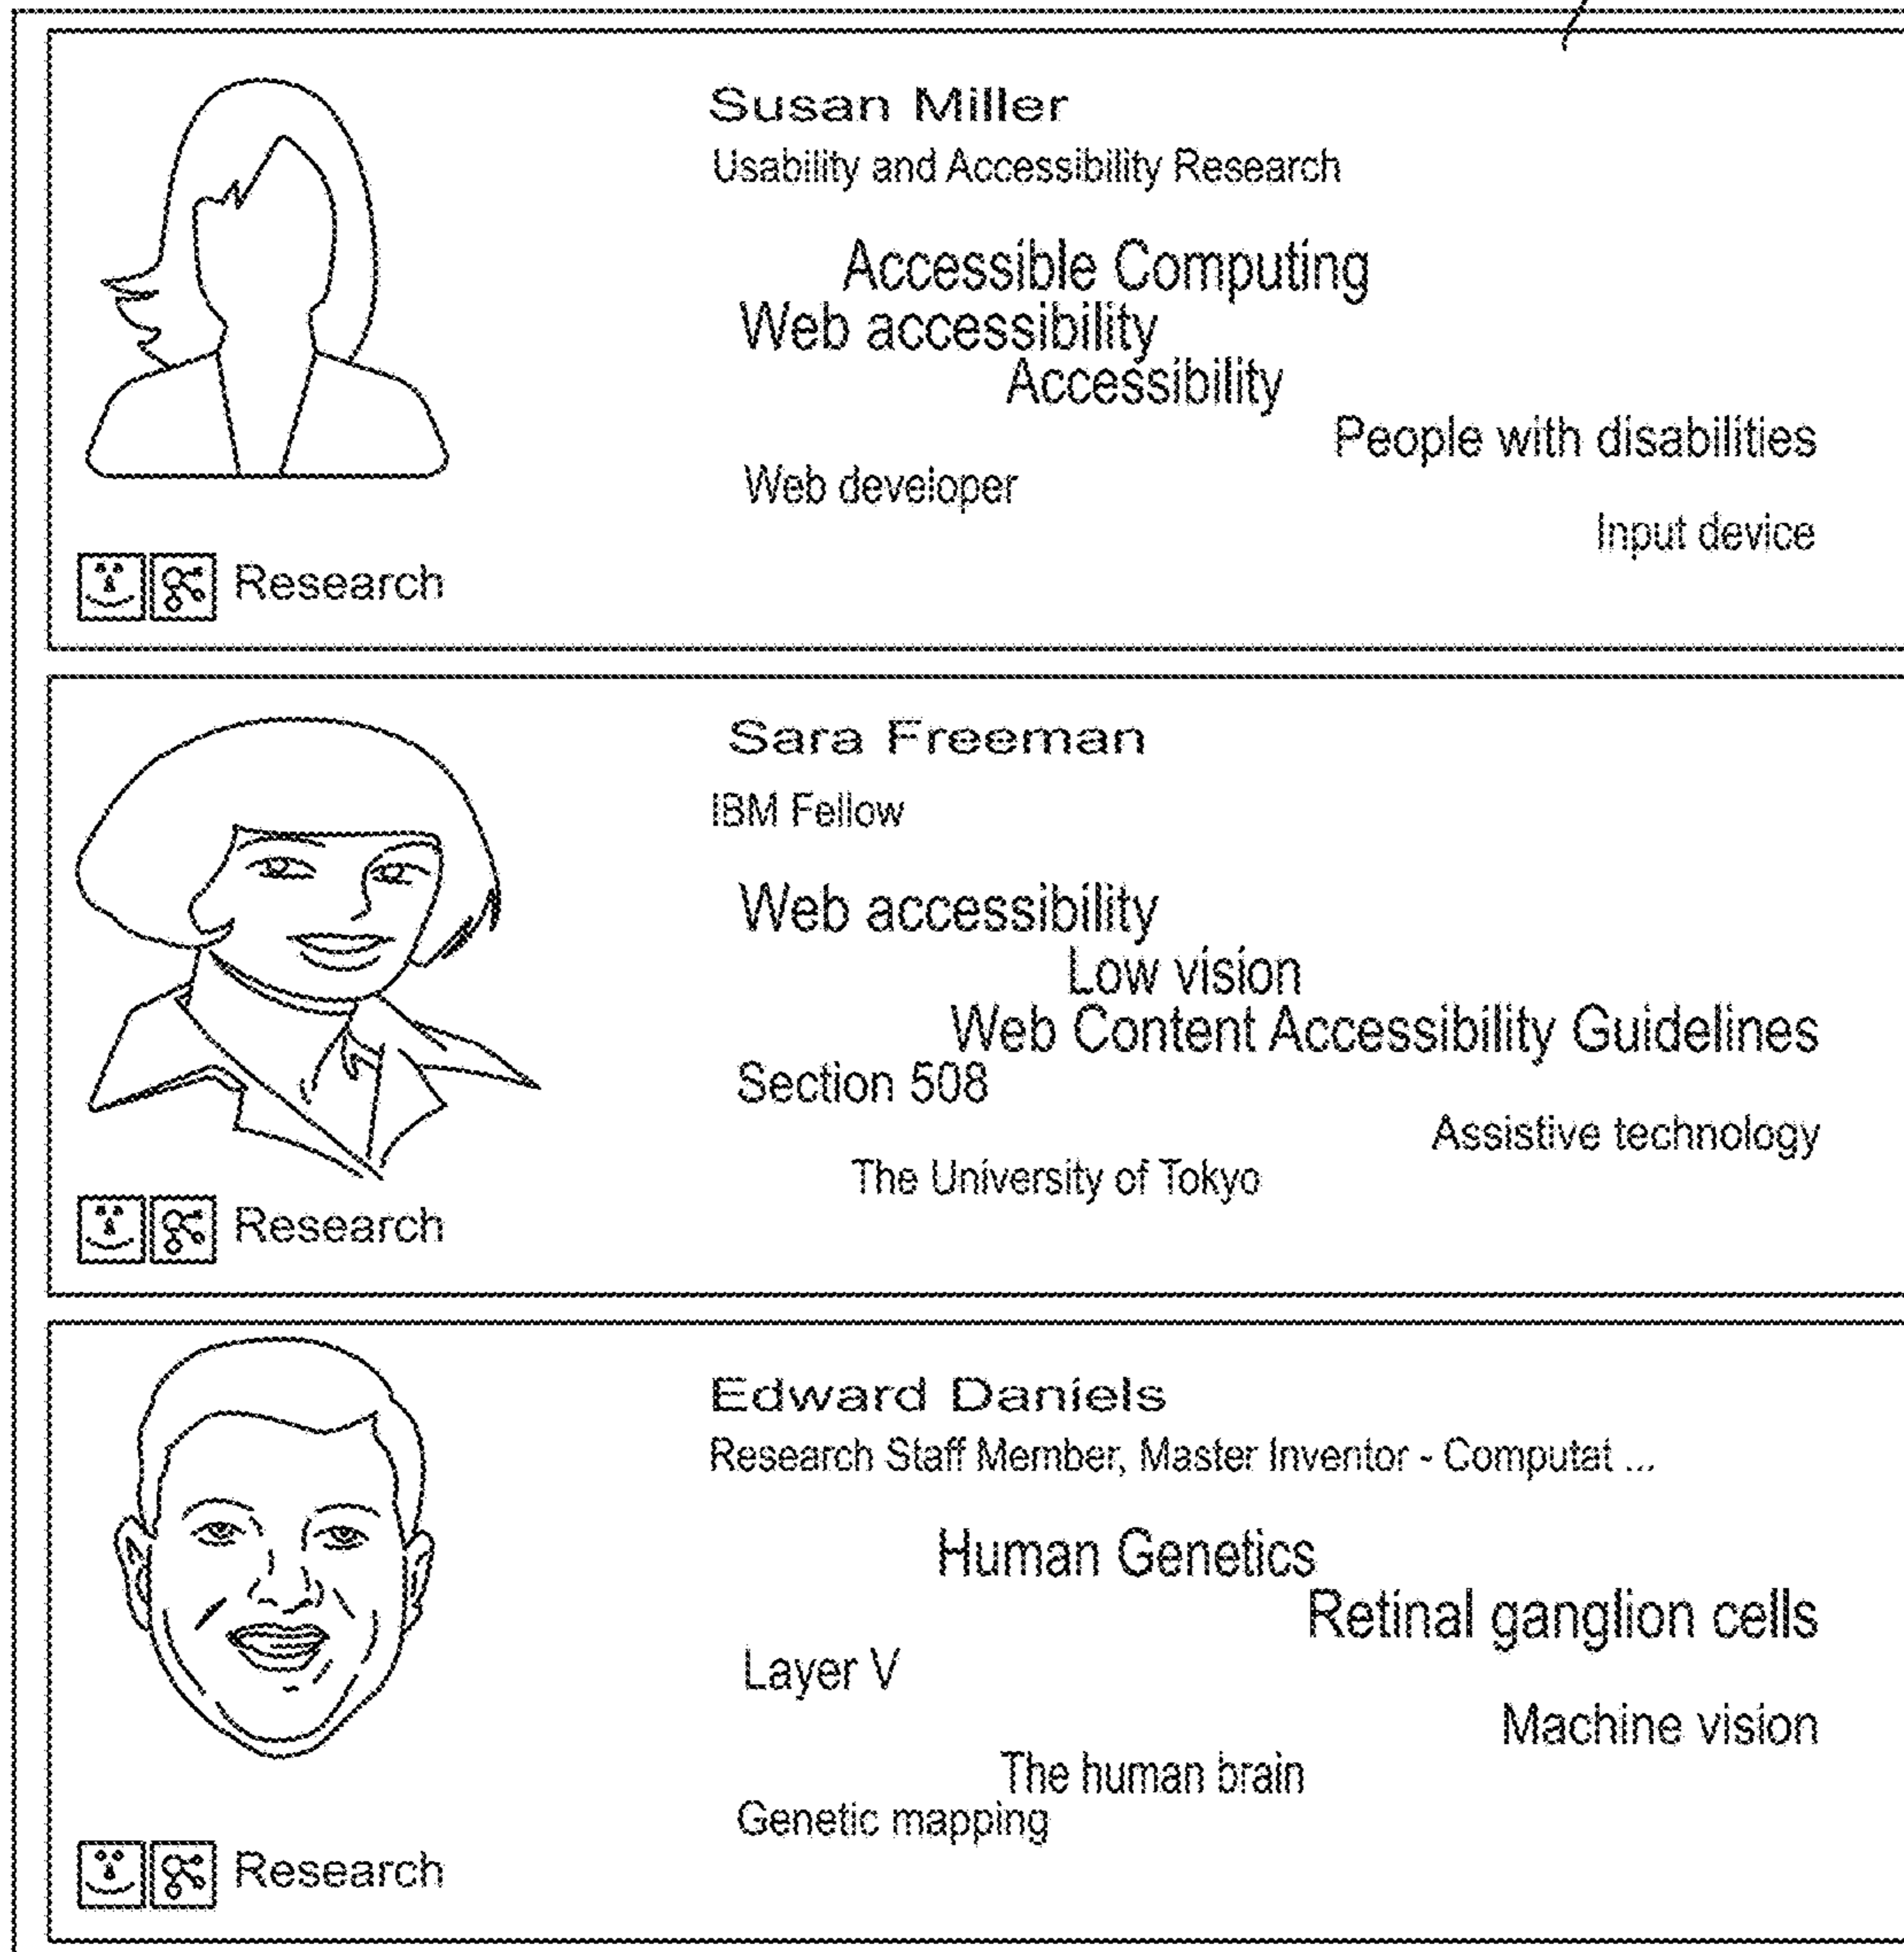 Susan Miller
Usability and Accessibility Research
Accessible Computing
Web accessibility
Accessibility
People with disabilities
Web developer
Input device
Research
Sara Freeman
IBM Fellow
Web accessibility
Low vision
Web Content Accessibility Guidelines
Section 508
Assistive technology
The University of Tokyo
Research
Edward Daniels
Research Staff Member, Master Inventor - Computat ...
Human Genetics
Retinal ganglion cells
Layer V
Machine vision
The human brain
Genetic mapping
Research